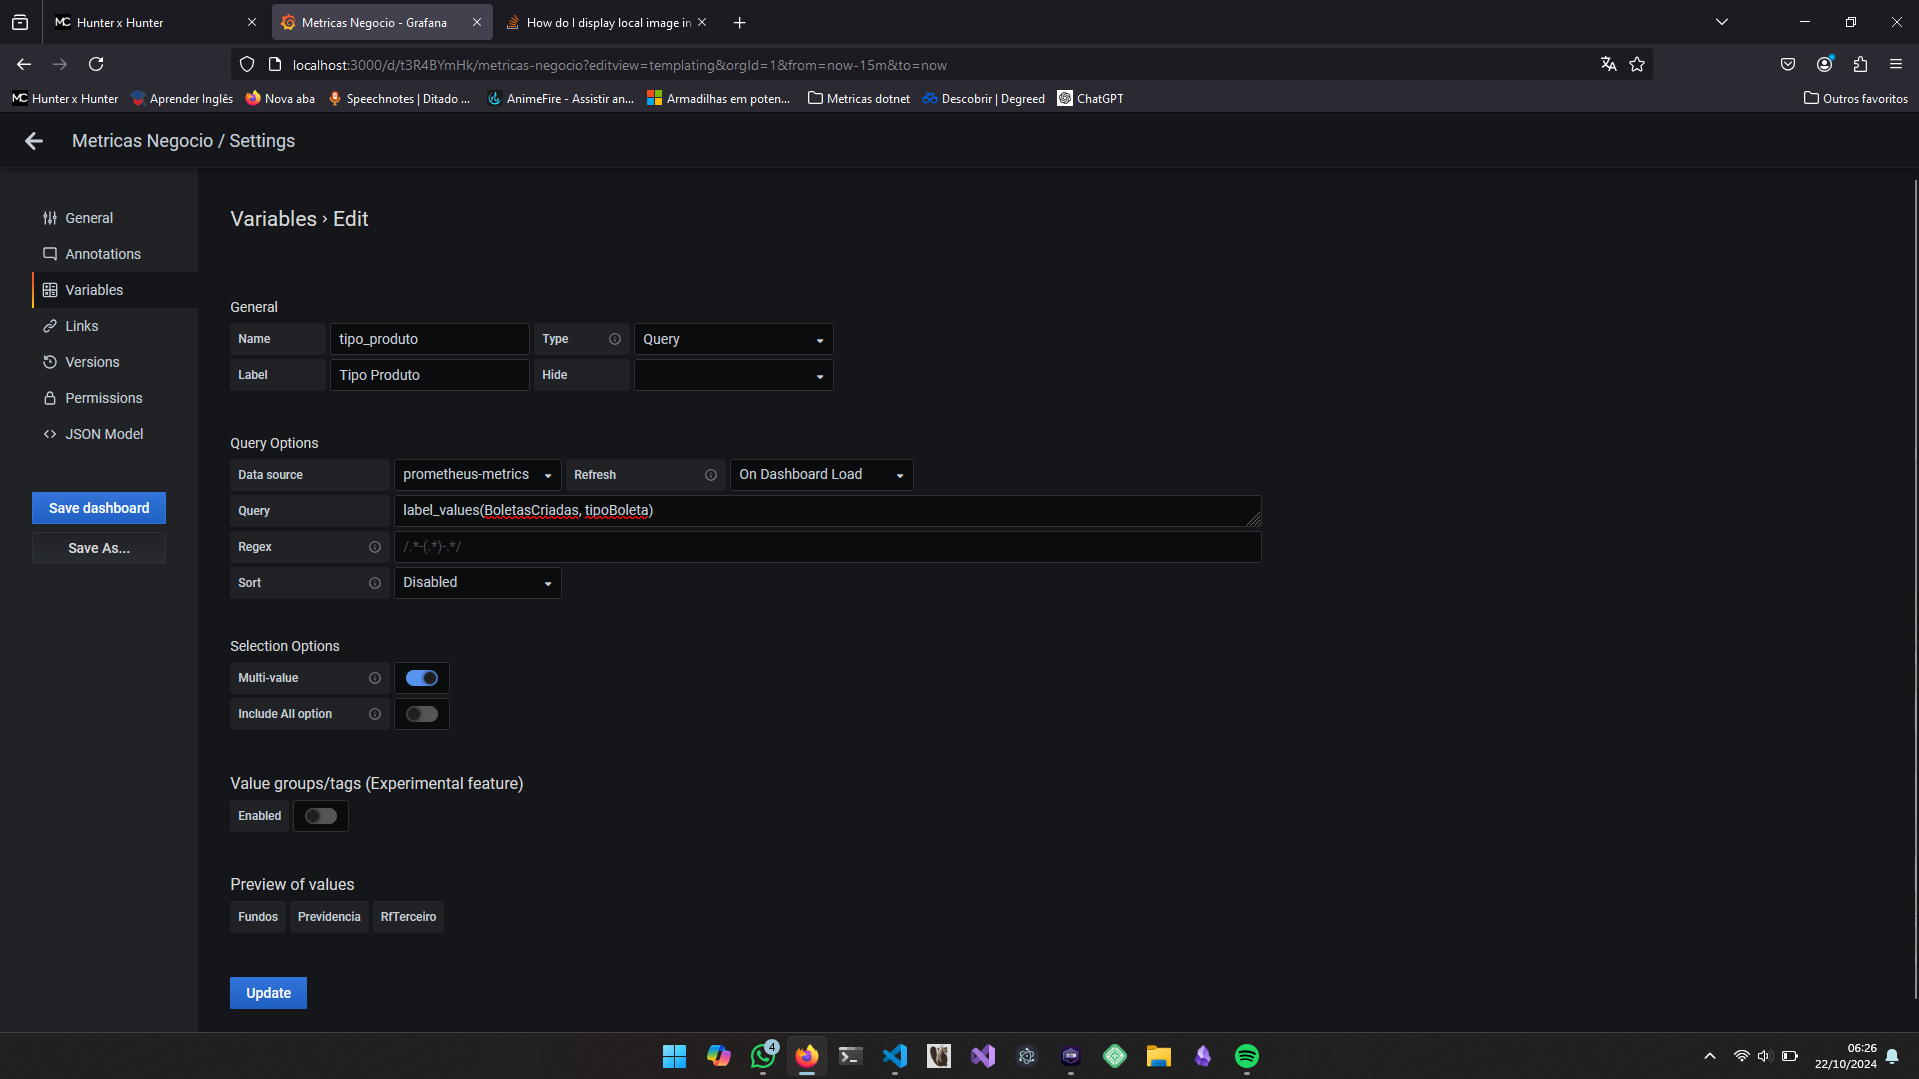 Hunter x Hunter
Metricas Negocio - Grafana
How do I display local image in
localhost:3000/d/t3R4BYmHk/metricas-negocio?editview=templating&orgId=1&from=now-15m&to=now
MC Hunter x Hunter Aprender Inglês Nova aba Speechnotes | Ditado ... AnimeFire - Assistir an... Armadilhas em poten... Metricas dotnet Descobrir | Degreed ChatGPT Outros favoritos
Metricas Negocio / Settings
General
Annotations
Variables
Links
Versions
Permissions
JSON Model
Save dashboard
Save As...
Variables › Edit
General
Name tipo_produto Type Query
Label Tipo Produto Hide
Query Options
Data source prometheus-metrics Refresh On Dashboard Load
Query label_values(BoletasCriadas, tipoBoleta)
Regex /.*-(.*)-.*/
Sort Disabled
Selection Options
Multi-value
Include All option
Value groups/tags (Experimental feature)
Enabled
Preview of values
Fundos Previdencia RfTerceiro
Update
4
06:26
22/10/2024